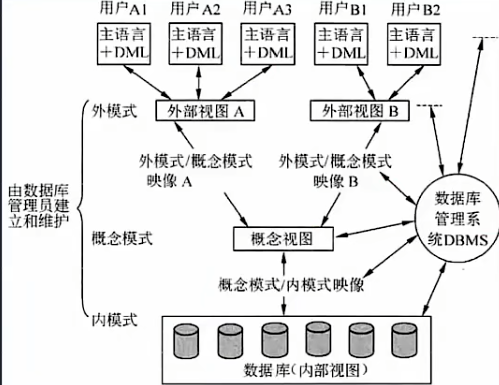 用户A1 用户A2 用户A3 用户B1 用户B2
主语言 主语言 主语言 主语言 主语言
+DML +DML +DML +DML +DML
外模式 外部视图 A 外部视图 B
外模式/概念模式 外模式/概念模式
映像 A 映像 B
由数据库
管理员建
立和维护
数据库
管理系
统DBMS
概念模式 概念视图
概念模式/内模式映像
内模式
数据库(内部视图)